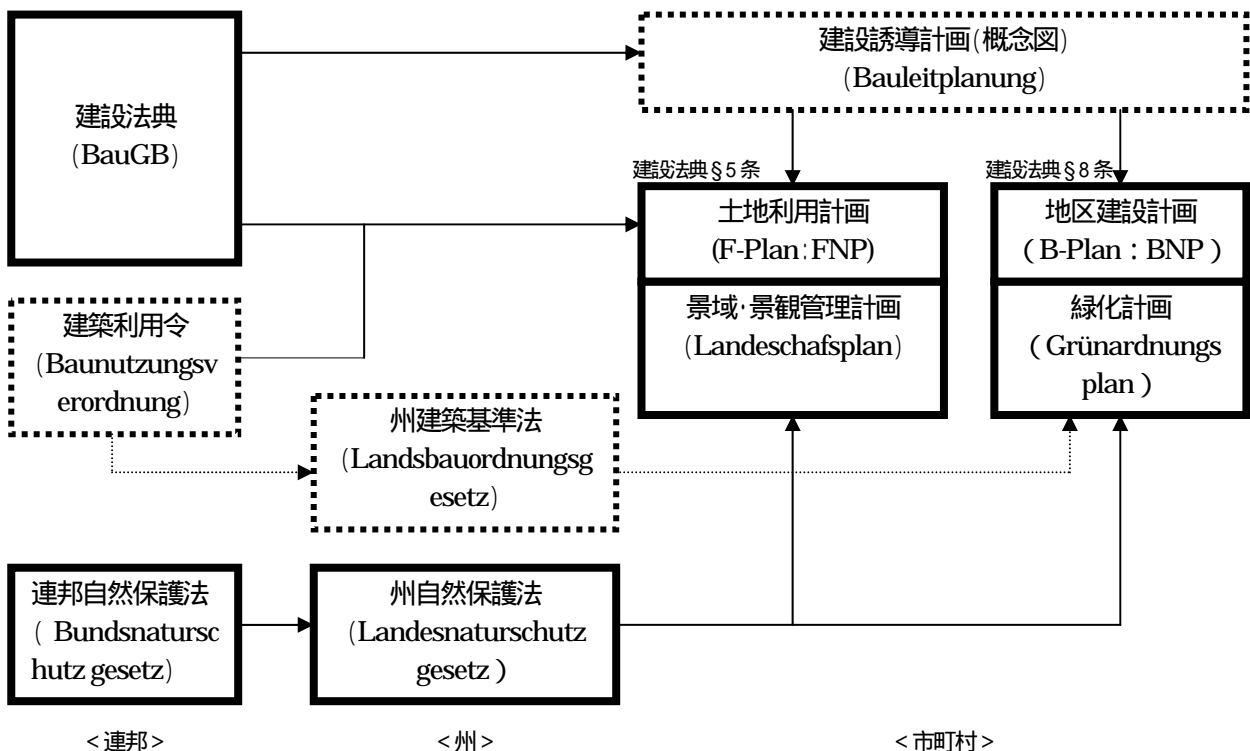 建設法典
(BauGB)
建設誘導計画(概念図)
(Bauleitplanung)
建設法典§5条
土地利用計画
(F-Plan:FNP)
景域・景観管理計画
(Landeschafsplan)
建設法典§8条
地区建設計画
(B-Plan：BNP)
緑化計画
(Grünardnungs
plan)
建築利用令
(Baunutzungsv
erordnung)
州建築基準法
(Landsbauordnungsg
esetz)
連邦自然保護法
( Bundsnatursc
hutz gesetz)
州自然保護法
(Landesnaturschutz
gesetz)
<連邦>
<州>
<市町村>